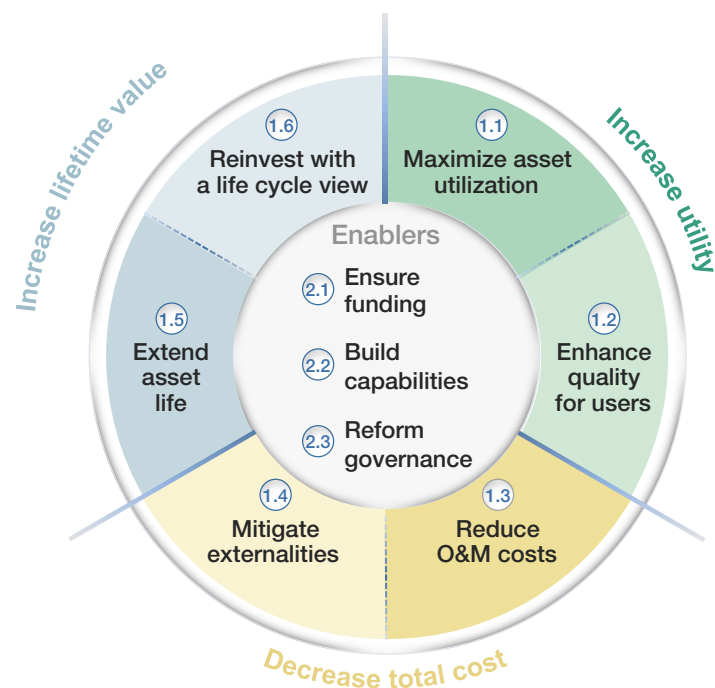 Increase lifetime value
Increase utility
Decrease total cost
1.1
Maximize asset
utilization
1.2
Enhance
quality
for users
1.3
Reduce
O&M costs
1.4
Mitigate
externalities
1.5
Extend
asset
life
1.6
Reinvest with
a life cycle view
Enablers
2.1
Ensure
funding
2.2
Build
capabilities
2.3
Reform
governance